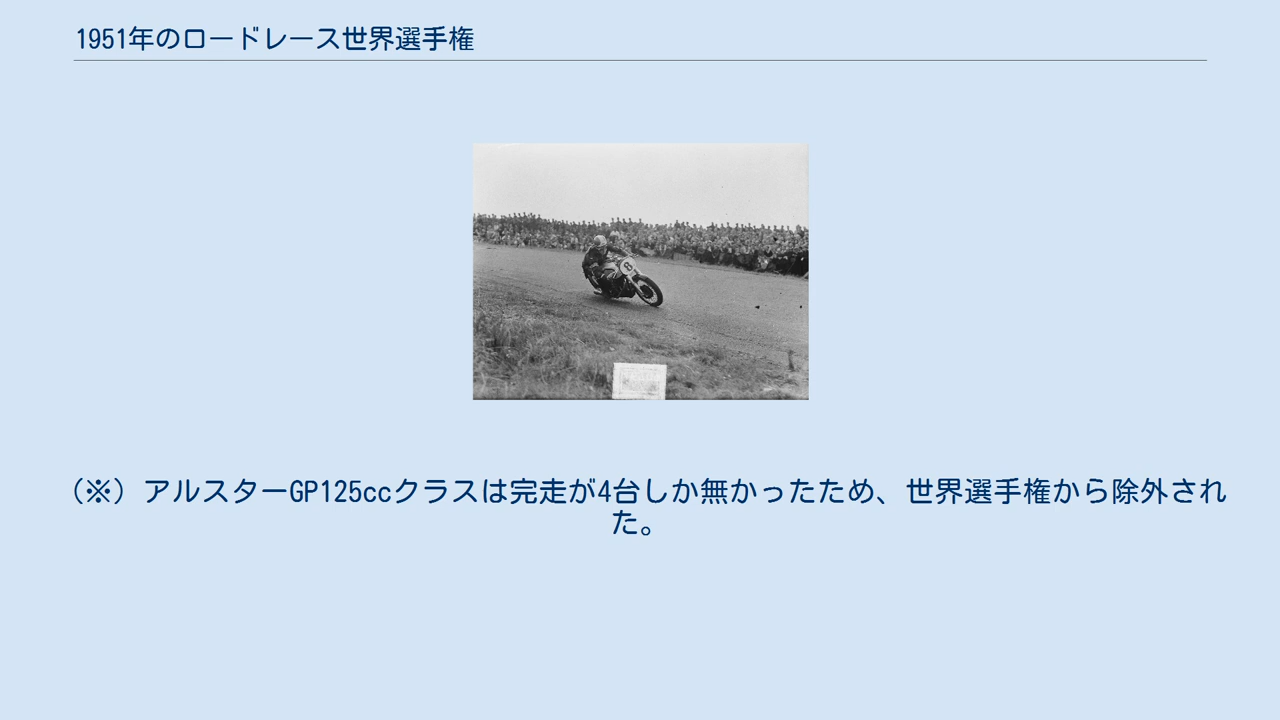 1951年のロードレース世界選手権
8
（※）アルスターGP125ccクラスは完走が4台しか無かったため、世界選手権から除外され
た。